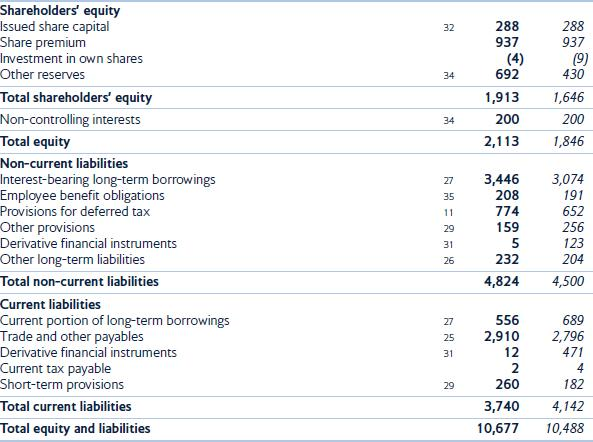 Shareholders' equity
Issued share capital 32 288 288
Share premium 937 937
Investment in own shares (4) (9)
Other reserves 34 692 430
Total shareholders' equity 1,913 1,646
Non-controlling interests 34 200 200
Total equity 2,113 1,846
Non-current liabilities
Interest-bearing long-term borrowings 27 3,446 3,074
Employee benefit obligations 35 208 191
Provisions for deferred tax 11 774 652
Other provisions 29 159 256
Derivative financial instruments 31 5 123
Other long-term liabilities 26 232 204
Total non-current liabilities 4,824 4,500
Current liabilities
Current portion of long-term borrowings 27 556 689
Trade and other payables 25 2,910 2,796
Derivative financial instruments 31 12 471
Current tax payable 2 4
Short-term provisions 29 260 182
Total current liabilities 3,740 4,142
Total equity and liabilities 10,677 10,488